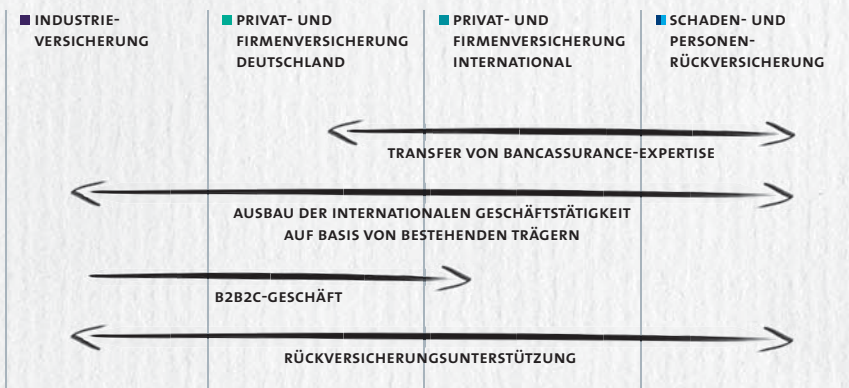 INDUSTRIE-
VERSICHERUNG
PRIVAT- UND
FIRMENVERSICHERUNG
DEUTSCHLAND
PRIVAT- UND
FIRMENVERSICHERUNG
INTERNATIONAL
SCHADEN- UND
PERSONEN-
RÜCKVERSICHERUNG
TRANSFER VON BANCASSURANCE-EXPERTISE
AUSBAU DER INTERNATIONALEN GESCHÄFTSTÄTIGKEIT
AUF BASIS VON BESTEHENDEN TRÄGERN
B2B2C-GESCHÄFT
RÜCKVERSICHERUNGSUNTERSTÜTZUNG